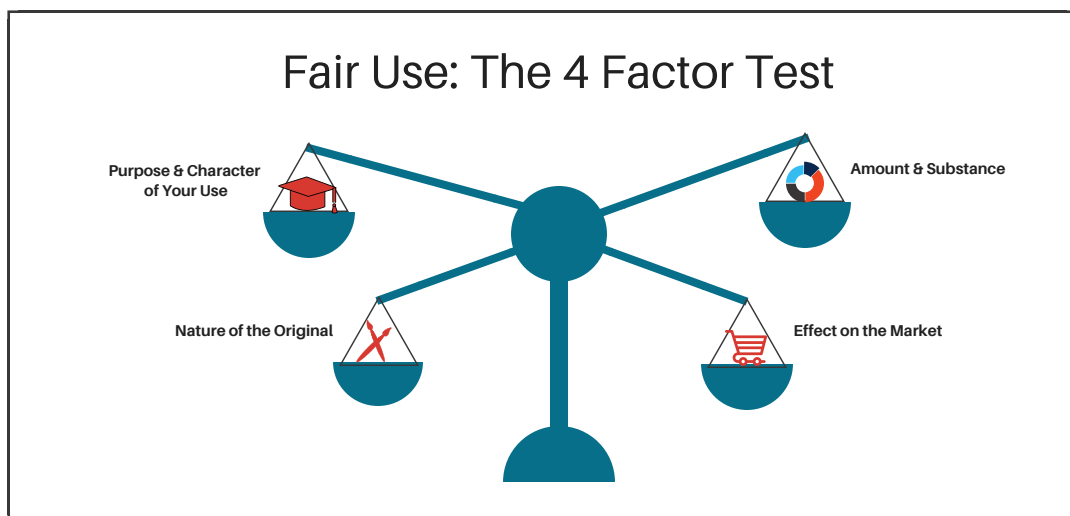 Fair Use: The 4 Factor Test
Purpose & Character
of Your Use
Amount & Substance
Nature of the Original
Effect on the Market